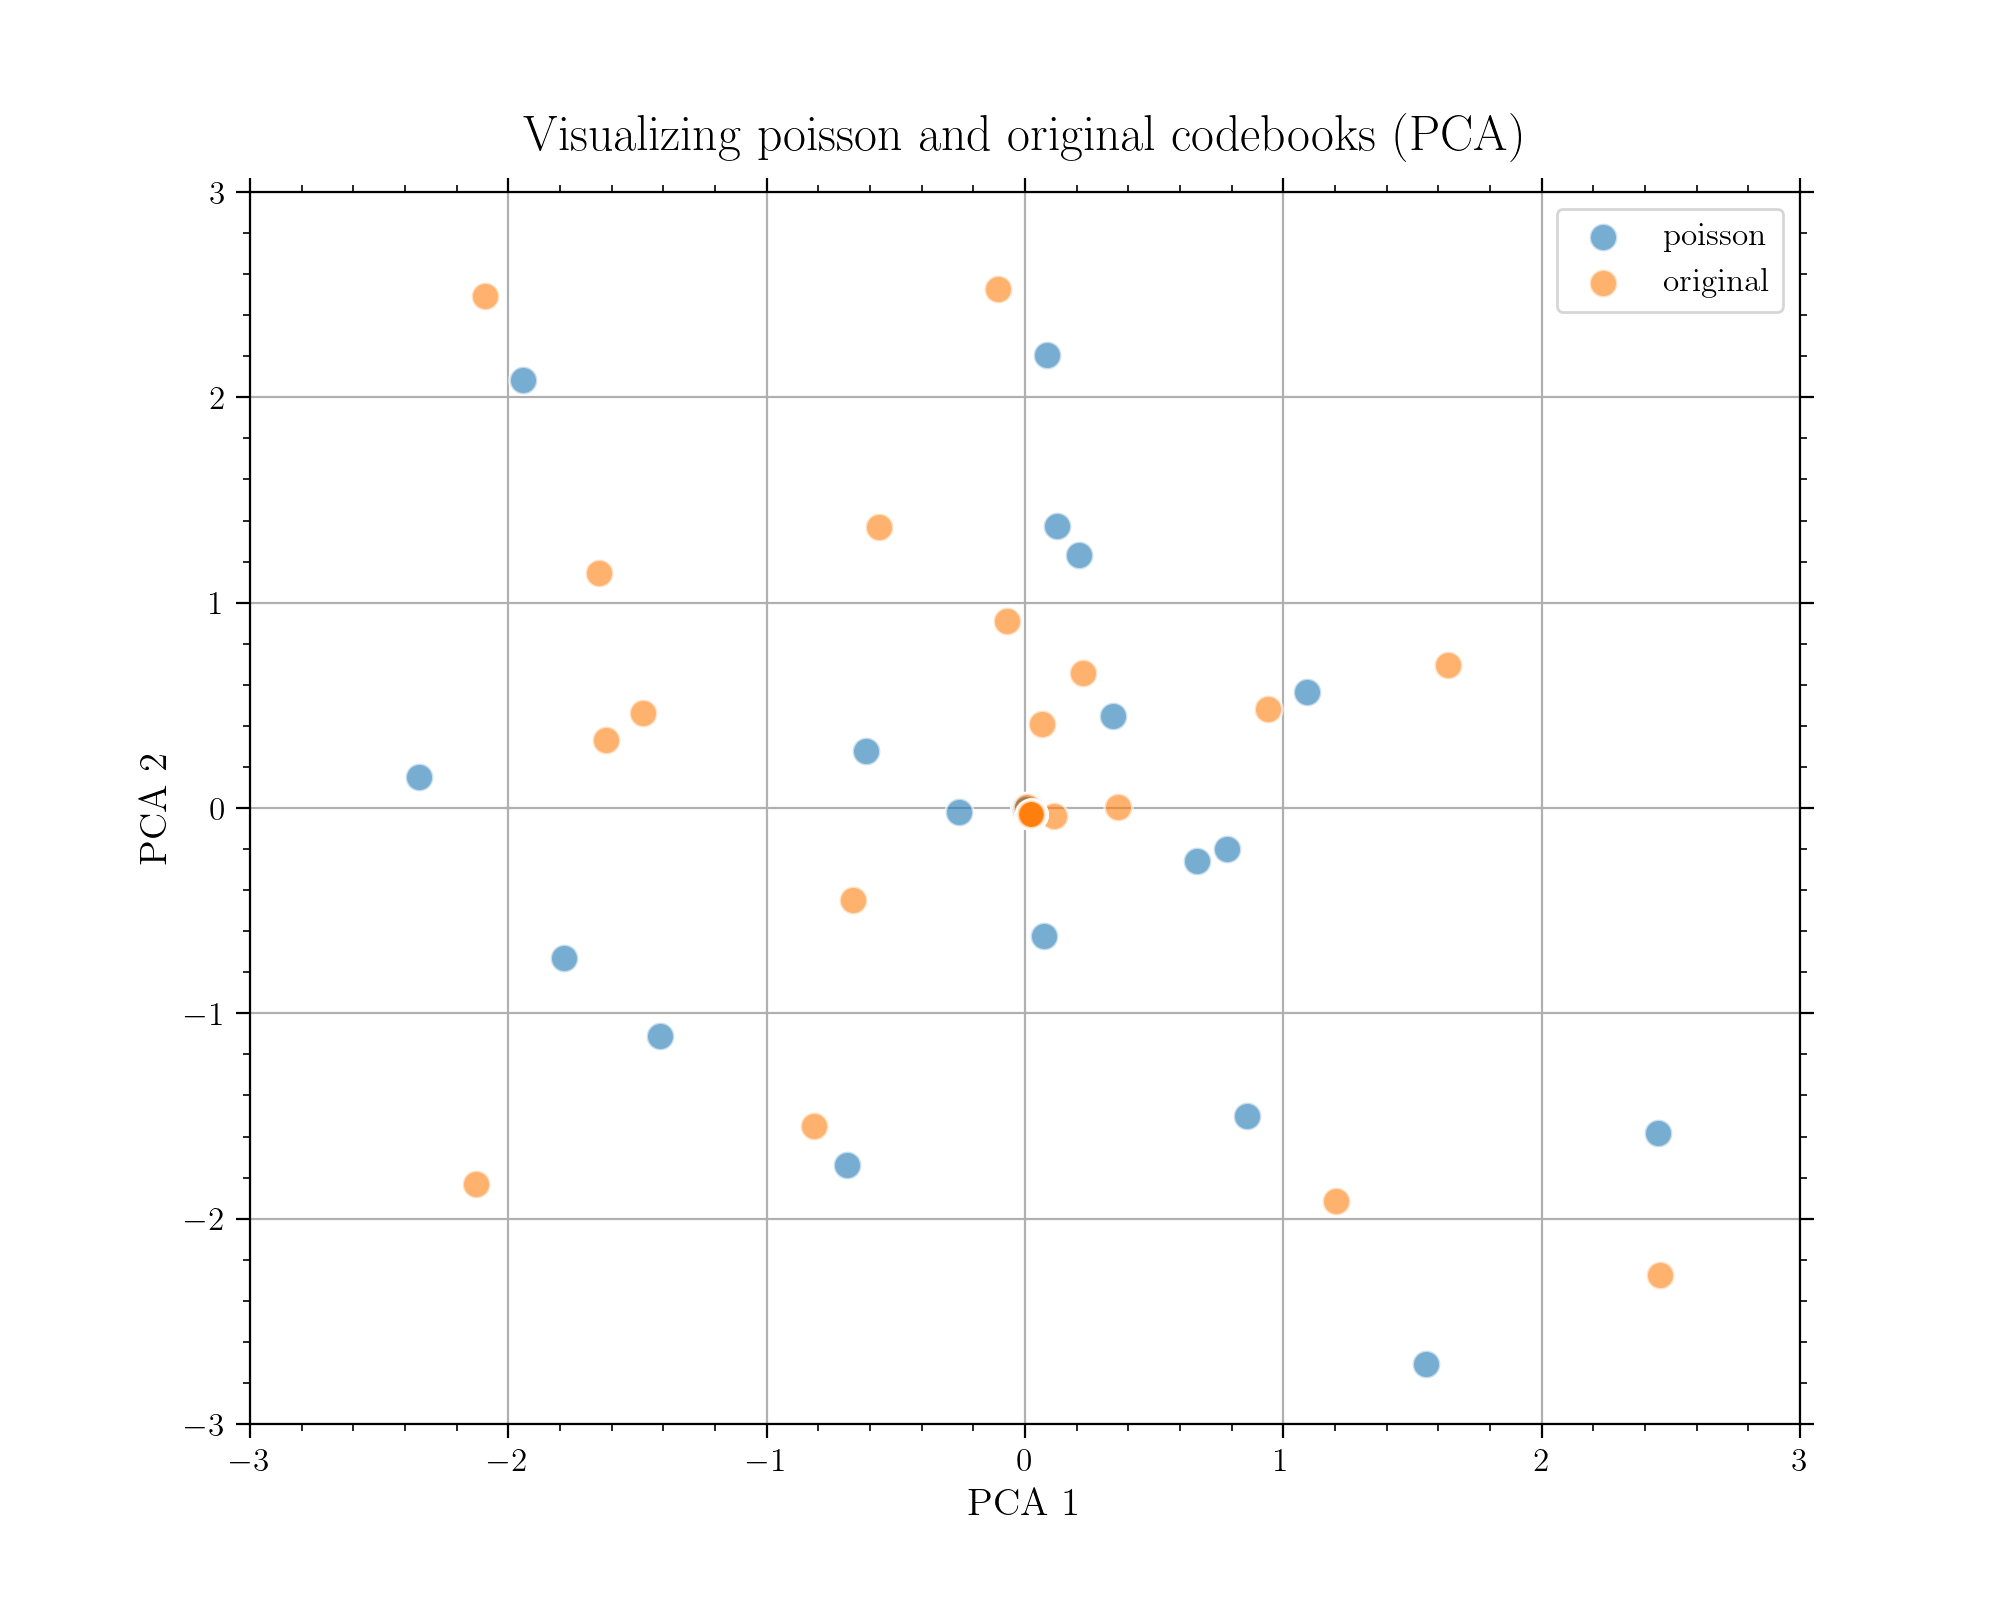 Visualizing poisson and original codebooks (PCA)
poisson
original
3
2
1
0
−1
−2
−3
PCA 2
−3
−2
−1
0
1
2
3
PCA 1